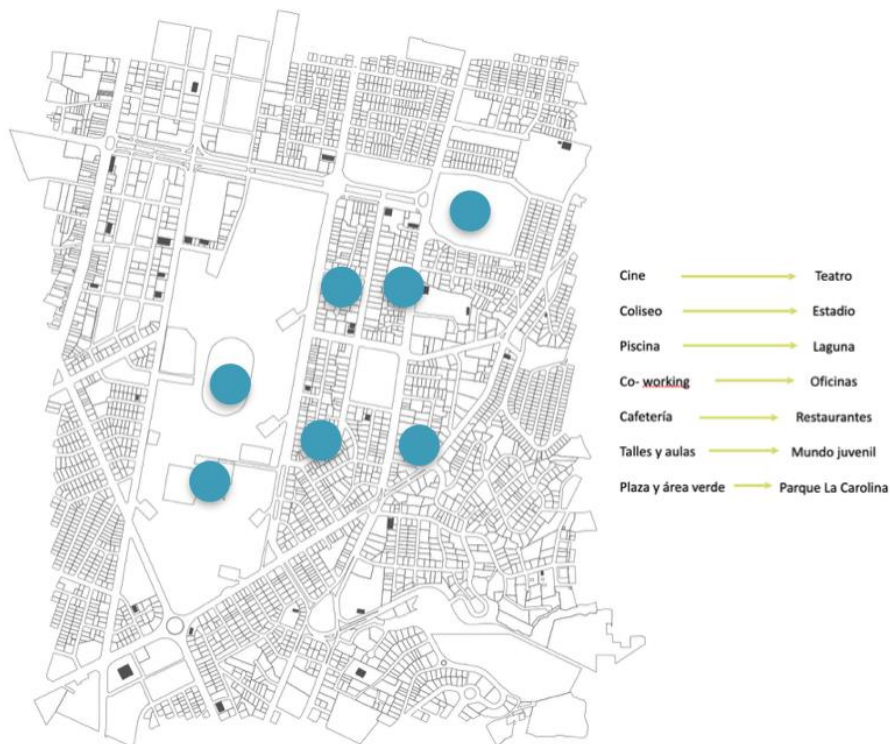 Cine Teatro
Coliseo Estadio
Piscina Laguna
Co- working Oficinas
Cafetería Restaurantes
Talles y aulas Mundo juvenil
Plaza y área verde Parque La Carolina